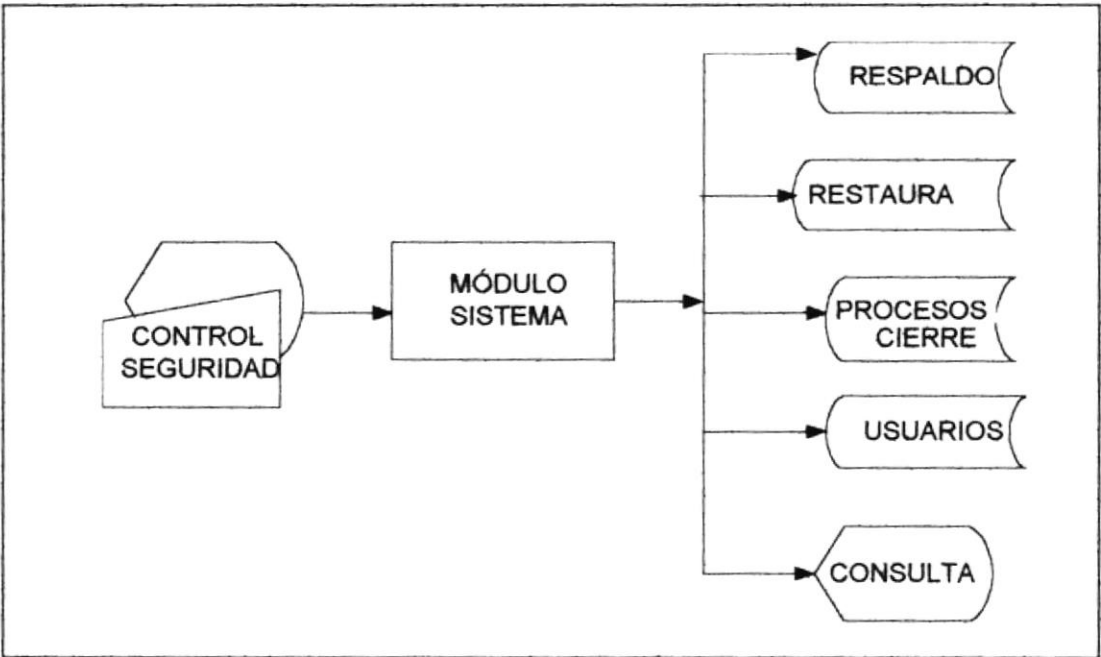 CONTROL
SEGURIDAD
MÓDULO
SISTEMA
RESPALDO
RESTAURA
PROCESOS
CIERRE
USUARIOS
CONSULTA